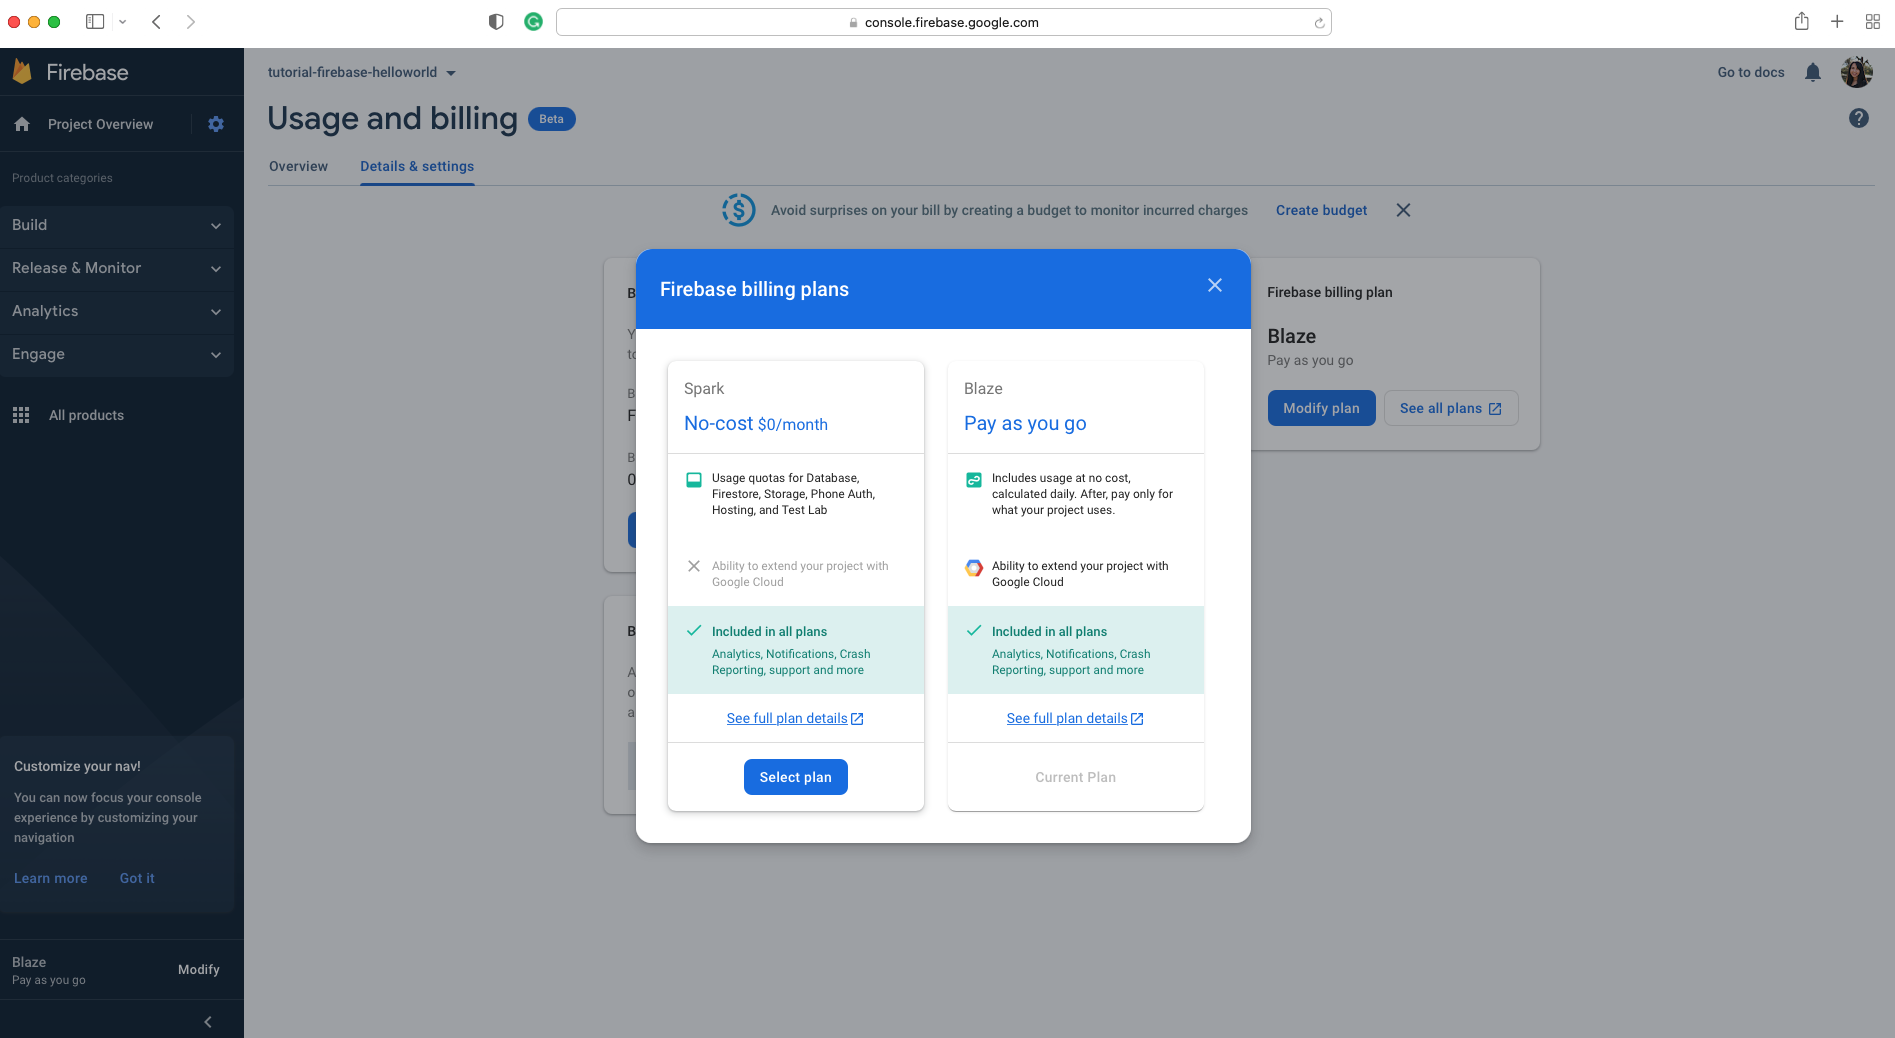 console.firebase.google.com
Firebase
tutorial-firebase-helloworld
Go to docs
Project Overview
Usage and billing
Beta
Overview
Details & settings
Product categories
Avoid surprises on your bill by creating a budget to monitor incurred charges
Create budget
Build
Release & Monitor
Analytics
Engage
All products
Firebase billing plans
Spark
No-cost $0/month
Usage quotas for Database,
Firestore, Storage, Phone Auth,
Hosting, and Test Lab
Ability to extend your project with
Google Cloud
Included in all plans
Analytics, Notifications, Crash
Reporting, support and more
See full plan details
Select plan
Blaze
Pay as you go
Includes usage at no cost,
calculated daily. After, pay only for
what your project uses.
Ability to extend your project with
Google Cloud
Included in all plans
Analytics, Notifications, Crash
Reporting, support and more
See full plan details
Current Plan
Firebase billing plan
Blaze
Pay as you go
Modify plan
See all plans
Customize your nav!
You can now focus your console
experience by customizing your
navigation
Learn more
Got it
Blaze
Pay as you go
Modify